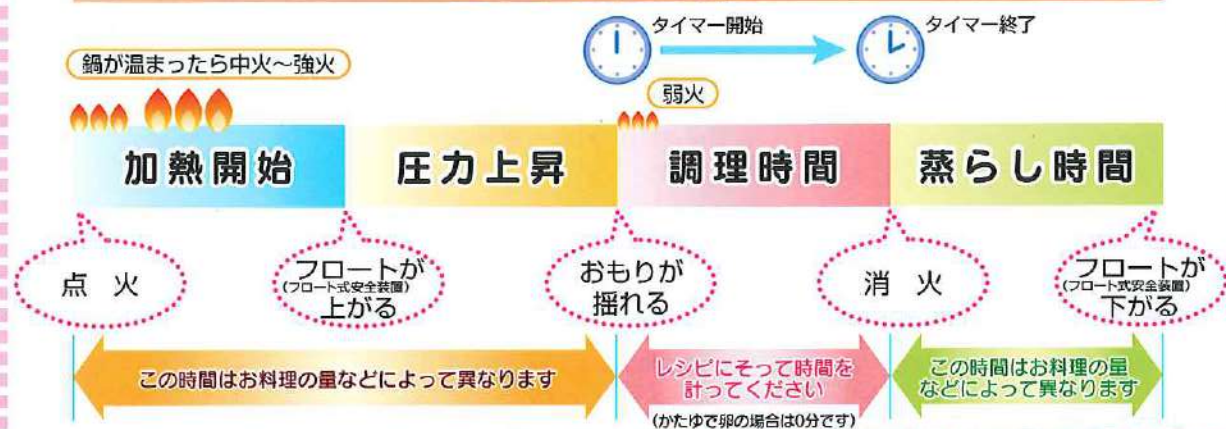 タイマー開始
タイマー終了
鍋が温まったら中火～強火
弱火
加熱開始
圧力上昇
調理時間
蒸らし時間
点火
フロートが
(フロート式安全装置)
上がる
おもりが
揺れる
消火
フロートが
(フロート式安全装置)
下がる
この時間はお料理の量などによって異なります
レシピにそって時間を
計ってください
(かたゆで卵の場合は0分です)
この時間はお料理の量
などによって異なります